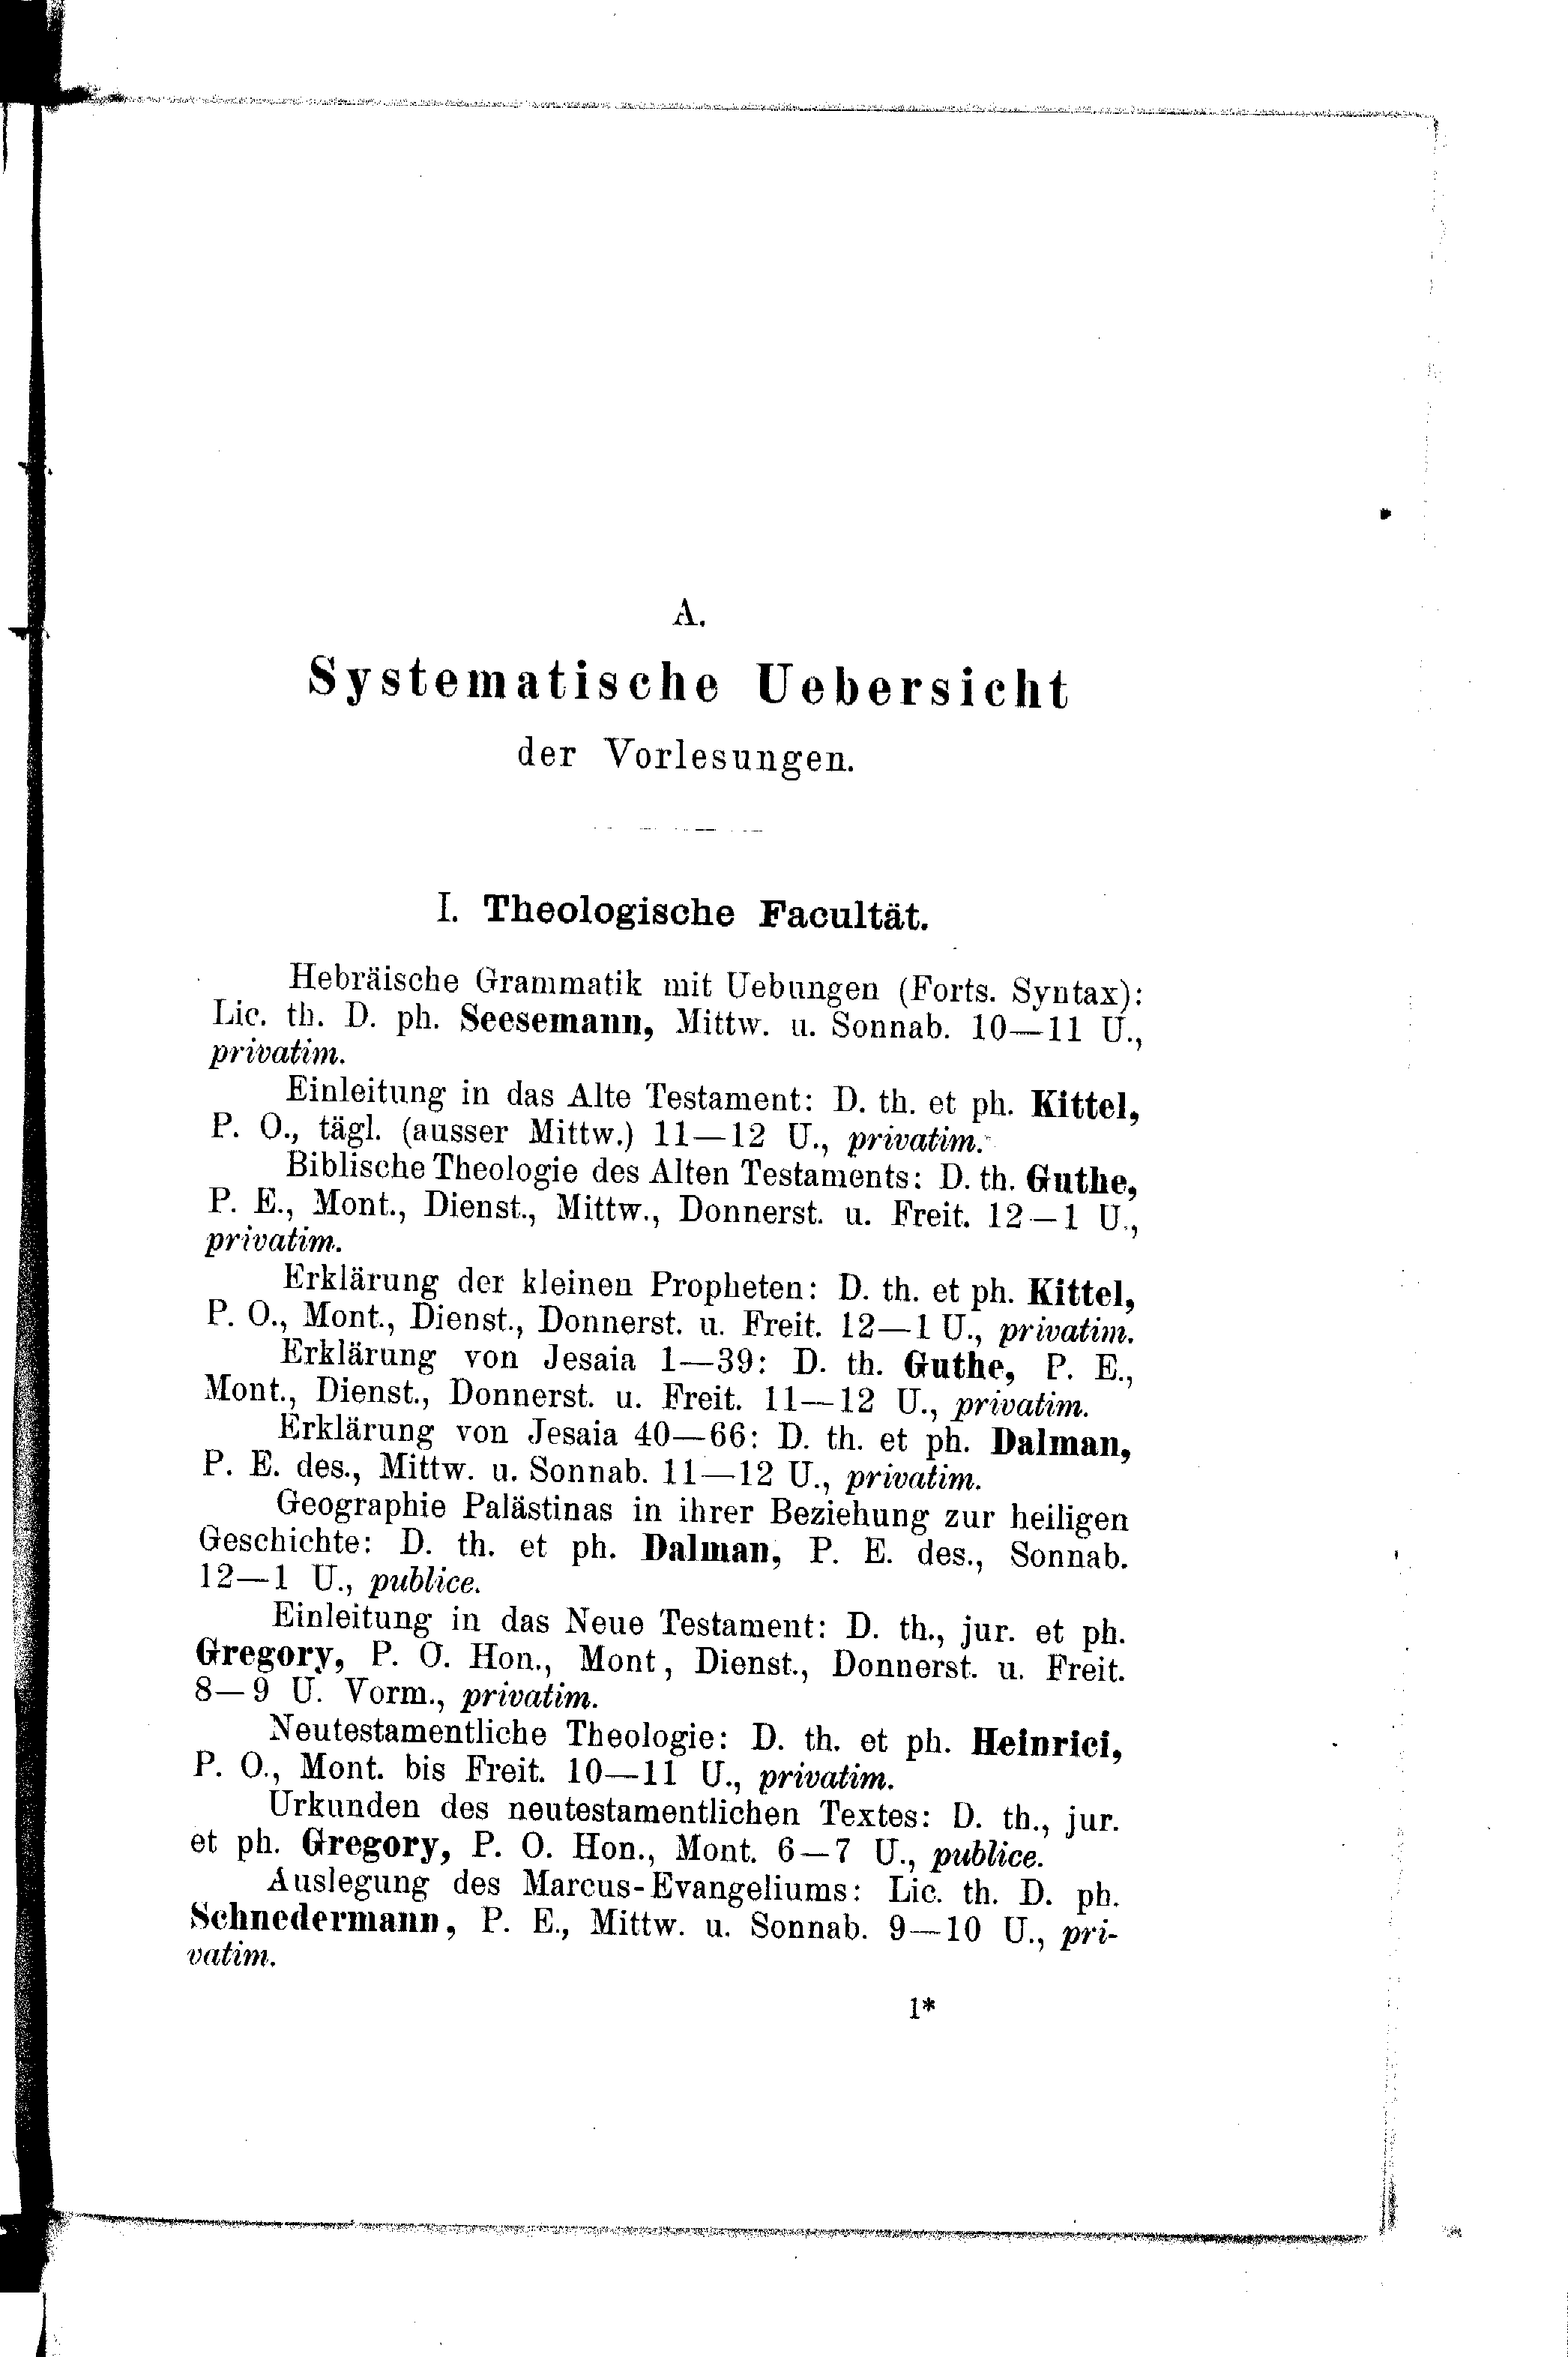 A.
Systematische Uebersicht
der Vorlesungen.
I. Theologische Facultät.
Hebräische Grammatik mit Uebungen (Forts. Syntax):
Lic. th. D. ph. Seesemann, Mittw. u. Sonnab. 10—11 U.,
privatim.
Einleitung in das Alte Testament: D. th. et ph. Kittel,
P. O., tägl. (ausser Mittw.) 11—12 U., privatim.
Biblische Theologie des Alten Testaments: D. th. Guthe,
P. E., Mont., Dienst., Mittw., Donnerst. u. Freit. 12—1 U.,
privatim.
Erklärung der kleinen Propheten: D. th. et ph. Kittel,
P. O., Mont., Dienst., Donnerst. u. Freit. 12—1 U., privatim.
Erklärung von Jesaia 1—39: D. th. Guthe, P. E.,
Mont., Dienst., Donnerst. u. Freit. 11—12 U., privatim.
Erklärung von Jesaia 40—66: D. th. et ph. Dalman,
P. E. des., Mittw. u. Sonnab. 11—12 U., privatim.
Geographie Palästinas in ihrer Beziehung zur heiligen
Geschichte: D. th. et ph. Dalman, P. E. des., Sonnab.
12—1 U., publice.
Einleitung in das Neue Testament: D. th., jur. et ph.
Gregory, P. O. Hon., Mont, Dienst., Donnerst. u. Freit.
8—9 U. Vorm., privatim.
Neutestamentliche Theologie: D. th. et ph. Heinrici,
P. O., Mont. bis Freit. 10—11 U., privatim.
Urkunden des neutestamentlichen Textes: D. th., jur.
et ph. Gregory, P. O. Hon., Mont. 6—7 U., publice.
Auslegung des Marcus-Evangeliums: Lic. th. D. ph.
Schnedermann, P. E., Mittw. u. Sonnab. 9—10 U., pri-
vatim.
1*